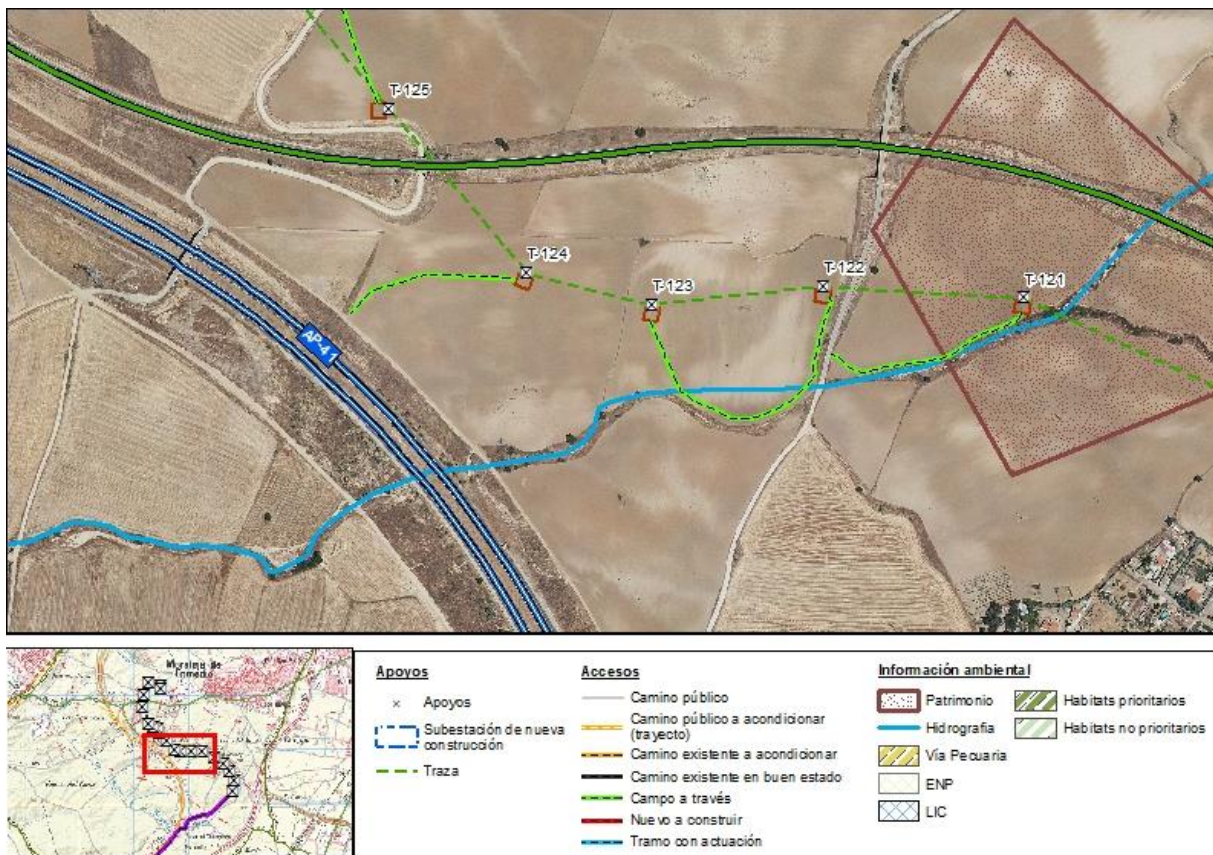 T-125
T-124
T-123
T-122
T-121
AP-41
Apoyos
Apoyos
Subestación de nueva
construcción
Traza
Accesos
Camino público
Camino público a acondicionar
(trayecto)
Camino existente a acondicionar
Camino existente en buen estado
Campo a través
Nuevo a construir
Tramo con actuación
Información ambiental
Patrimonio
Hidrografía
Vía Pecuaria
ENP
LIC
Habitats prioritarios
Habitats no prioritarios